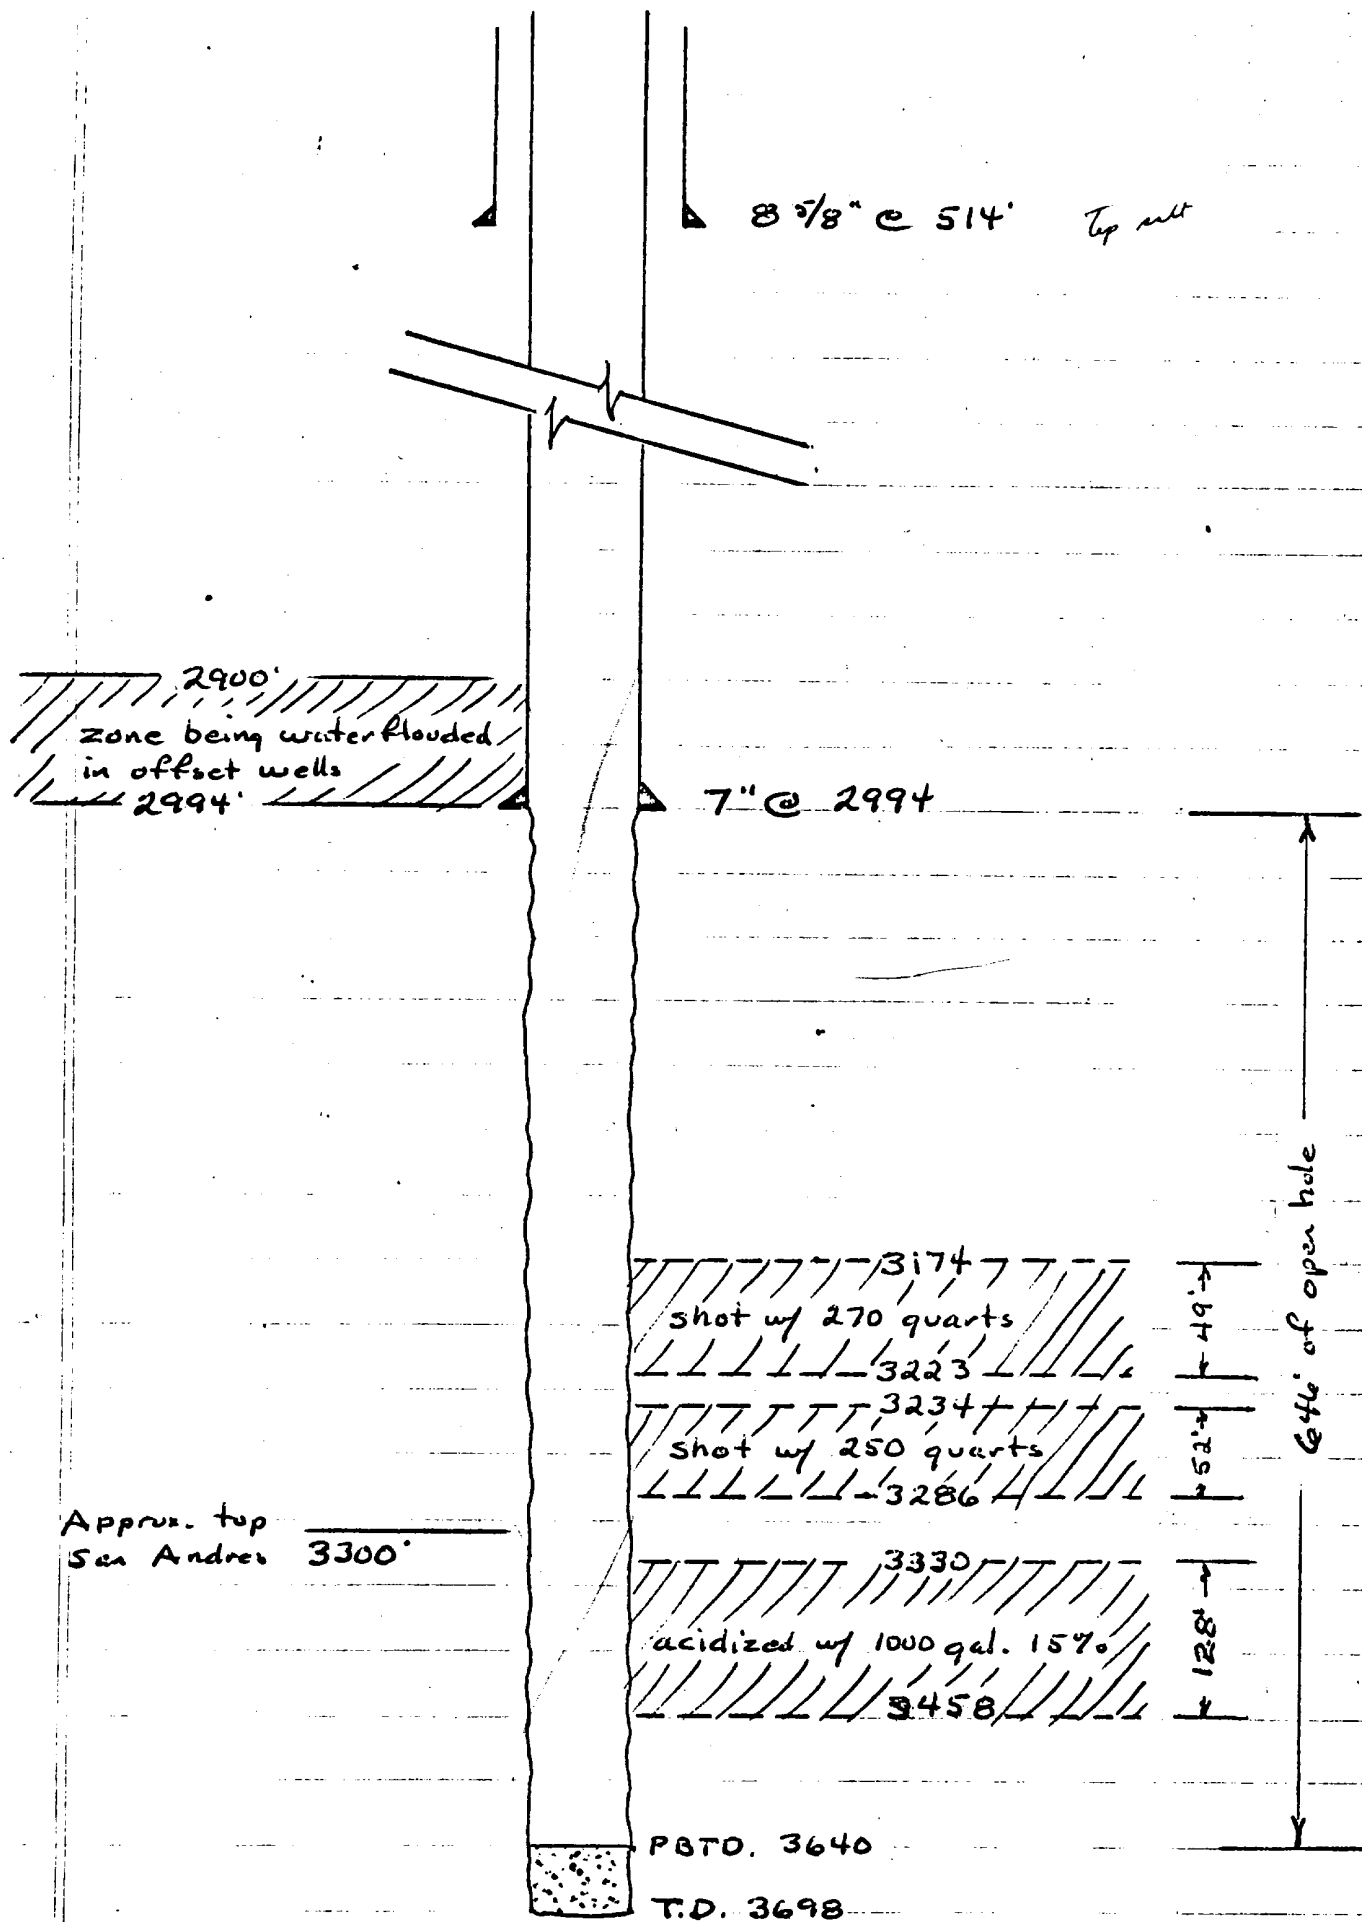 8 5/8" @ 514'
Top salt
2900'
zone being waterflooded
in offset wells
2994'
7" @ 2994
3174
shot w/ 270 quarts
3223
49'
3234
shot w/ 250 quarts
3286
52'
Approx. top
San Andres 3300'
3330
acidized w/ 1000 gal. 15%
3458
128'
646' of open hole
PBTD. 3640
T.D. 3698